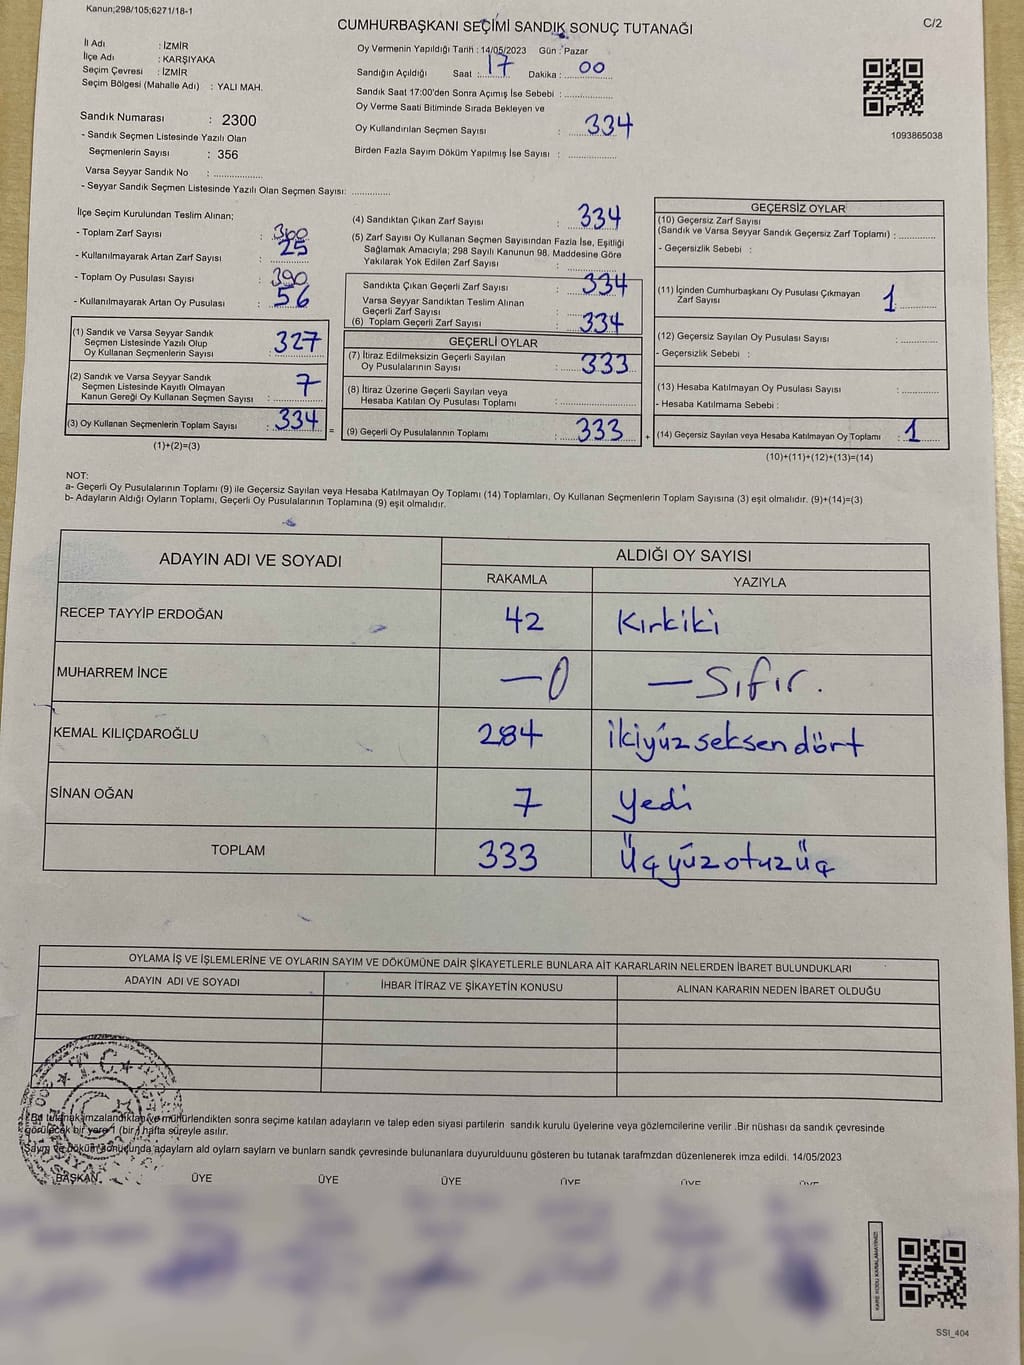 Kanun;298/105;6271/18-1
CUMHURBAŞKANI SEÇİMİ SANDIK SONUÇ TUTANAĞI
C/2
İl Adı : İZMİR
İlçe Adı : KARŞIYAKA
Seçim Çevresi : İZMİR
Seçim Bölgesi (Mahalle Adı) : YALI MAH.
Sandık Numarası : 2300
- Sandık Seçmen Listesinde Yazılı Olan
Seçmenlerin Sayısı : 356
Varsa Seyyar Sandık No : ..............
- Seyyar Sandık Seçmen Listesinde Yazılı Olan Seçmen Sayısı: ............
Oy Vermenin Yapıldığı Tarih : 14/05/2023 Gün : Pazar
Sandığın Açıldığı Saat : 17 Dakika : 00
Sandık Saat 17:00'den Sonra Açımış İse Sebebi : ...............
Oy Verme Saati Bitiminde Sırada Bekleyen ve
Oy Kullandırılan Seçmen Sayısı : 334
Birden Fazla Sayım Döküm Yapılmış İse Sayısı : ...............
1093865038
İlçe Seçim Kurulundan Teslim Alınan;
- Toplam Zarf Sayısı : 360
- Kullanılmayarak Artan Zarf Sayısı : 25
- Toplam Oy Pusulası Sayısı : 390
- Kullanılmayarak Artan Oy Pusulası : 56
(1) Sandık ve Varsa Seyyar Sandık
Seçmen Listesinde Yazılı Olup
Oy Kullanan Seçmenlerin Sayısı : 327
(2) Sandık ve Varsa Seyyar Sandık
Seçmen Listesinde Kayıtlı Olmayan
Kanun Gereği Oy Kullanan Seçmen Sayısı : 7
(3) Oy Kullanan Seçmenlerin Toplam Sayısı : 334
(1)+(2)=(3)
=
(4) Sandıktan Çıkan Zarf Sayısı : 334
(5) Zarf Sayısı Oy Kullanan Seçmen Sayısından Fazla İse, Eşitliği
Sağlamak Amacıyla; 298 Sayılı Kanunun 98. Maddesine Göre
Yakılarak Yok Edilen Zarf Sayısı : ............
Sandıkta Çıkan Geçerli Zarf Sayısı : 334
Varsa Seyyar Sandıktan Teslim Alınan
Geçerli Zarf Sayısı : ............
(6) Toplam Geçerli Zarf Sayısı : 334
GEÇERLİ OYLAR
(7) İtiraz Edilmeksizin Geçerli Sayılan
Oy Pusulalarının Sayısı : 333
(8) İtiraz Üzerine Geçerli Sayılan veya
Hesaba Katılan Oy Pusulası Toplamı : ............
(9) Geçerli Oy Pusulalarının Toplamı : 333
+
GEÇERSİZ OYLAR
(10) Geçersiz Zarf Sayısı
(Sandık ve Varsa Seyyar Sandık Geçersiz Zarf Toplamı) : ............
- Geçersizlik Sebebi :
(11) İçinden Cumhurbaşkanı Oy Pusulası Çıkmayan
Zarf Sayısı : 1
(12) Geçersiz Sayılan Oy Pusulası Sayısı : ............
- Geçersizlik Sebebi :
(13) Hesaba Katılmayan Oy Pusulası Sayısı : ............
- Hesaba Katılmama Sebebi :
(14) Geçersiz Sayılan veya Hesaba Katılmayan Oy Toplamı : 1
(10)+(11)+(12)+(13)=(14)
NOT:
a- Geçerli Oy Pusulalarının Toplamı (9) ile Geçersiz Sayılan veya Hesaba Katılmayan Oy Toplamı (14) Toplamları, Oy Kullanan Seçmenlerin Toplam Sayısına (3) eşit olmalıdır. (9)+(14)=(3)
b- Adayların Aldığı Oyların Toplamı, Geçerli Oy Pusulalarının Toplamına (9) eşit olmalıdır.
ADAYIN ADI VE SOYADI
ALDIĞI OY SAYISI
RAKAMLA YAZIYLA
RECEP TAYYİP ERDOĞAN 42 Kırkiki
MUHARREM İNCE —0 — Sıfır.
KEMAL KILIÇDAROĞLU 284 İkiyüzseksendört
SİNAN OĞAN 7 Yedi
TOPLAM 333 Üçyüzotuzüç
OYLAMA İŞ VE İŞLEMLERİNE VE OYLARIN SAYIM VE DÖKÜMÜNE DAİR ŞİKAYETLERLE BUNLARA AİT KARARLARIN NELERDEN İBARET BULUNDUKLARI
ADAYIN ADI VE SOYADI İHBAR İTİRAZ VE ŞİKAYETİN KONUSU ALINAN KARARIN NEDEN İBARET OLDUĞU
T.C.
Bu tutanak imzalandıktan ve mühürlendikten sonra seçime katılan adayların ve talep eden siyasi partilerin sandık kurulu üyelerine veya gözlemcilerine verilir .Bir nüshası da sandık çevresinde
görülecek bir yere 1 (bir) hafta süreyle asılır.
Sayım ve döküm sonucunda adayların ald oyların saylarn ve bunların sandk çevresinde bulunanlara duyurulduunu gösteren bu tutanak tarafmzdan düzenlenerek imza edildi. 14/05/2023
BAŞKAN ÜYE ÜYE ÜYE ÜYE ÜYE ÜYE
KARE KODU KARALAMAYINIZ!
SSI_404